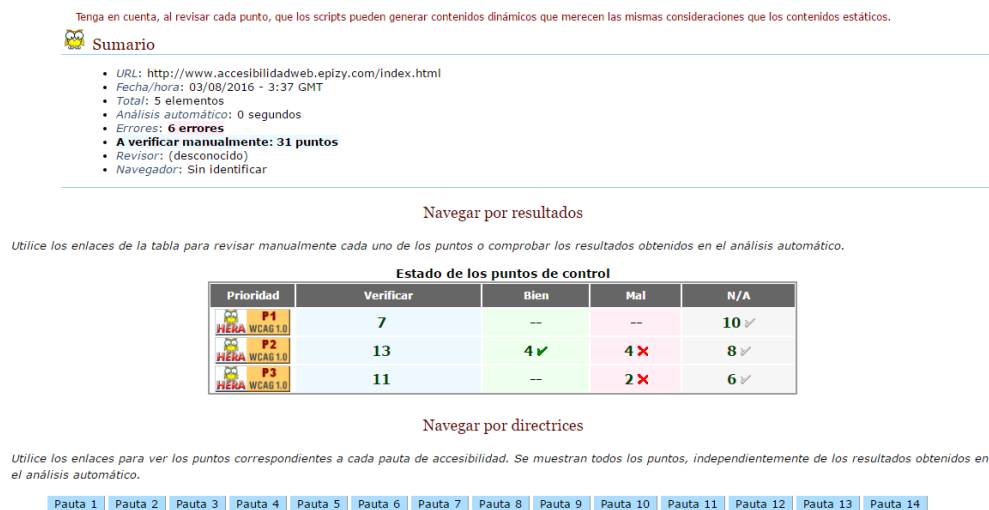 Tenga en cuenta, al revisar cada punto, que los scripts pueden generar contenidos dinámicos que merecen las mismas consideraciones que los contenidos estáticos.
Sumario
URL: http://www.accesibilidadweb.epizy.com/index.html
Fecha/hora: 03/08/2016 - 3:37 GMT
Total: 5 elementos
Análisis automático: 0 segundos
Errores: 6 errores
A verificar manualmente: 31 puntos
Revisor: (desconocido)
Navegador: Sin identificar
Navegar por resultados
Utilice los enlaces de la tabla para revisar manualmente cada uno de los puntos o comprobar los resultados obtenidos en el análisis automático.
Estado de los puntos de control
Prioridad Verificar Bien Mal N/A
P1 HERA WCAG 1.0 7 -- -- 10
P2 HERA WCAG 1.0 13 4 4 8
P3 HERA WCAG 1.0 11 -- 2 6
Navegar por directrices
Utilice los enlaces para ver los puntos correspondientes a cada pauta de accesibilidad. Se muestran todos los puntos, independientemente de los resultados obtenidos en
el análisis automático.
Pauta 1 Pauta 2 Pauta 3 Pauta 4 Pauta 5 Pauta 6 Pauta 7 Pauta 8 Pauta 9 Pauta 10 Pauta 11 Pauta 12 Pauta 13 Pauta 14